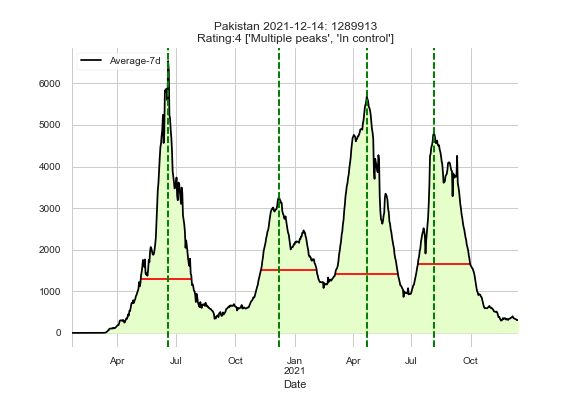 Pakistan 2021-12-14: 1289913
Rating:4 ['Multiple peaks', 'In control']
Average-7d
6000
5000
4000
3000
2000
1000
0
Apr
Jul
Oct
Jan
2021
Apr
Jul
Oct
Date